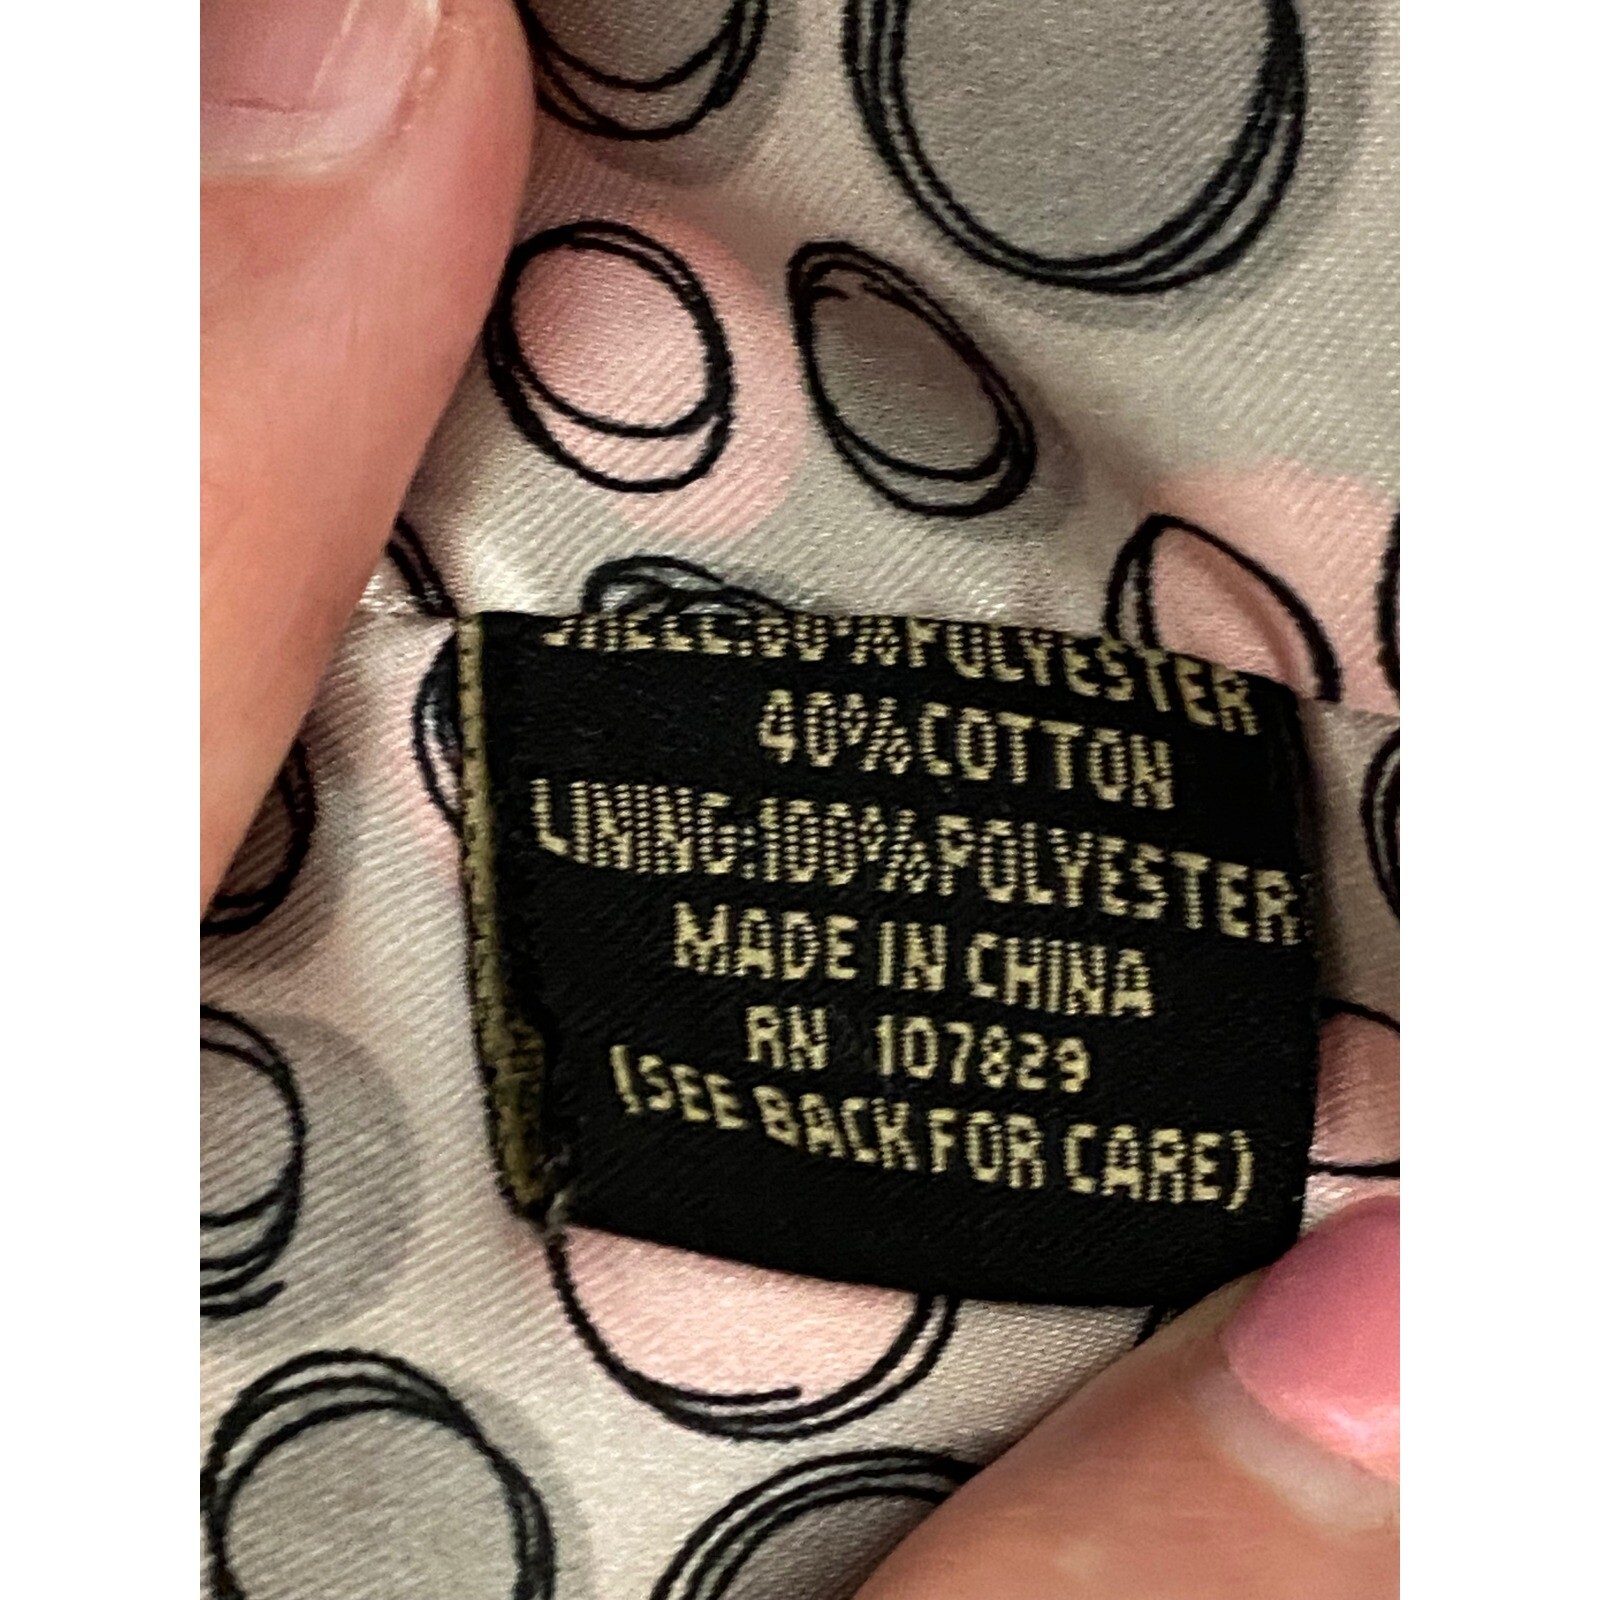 SHELL:60%POLYESTER
40%COTTON
LINING:100%POLYESTER
MADE IN CHINA
RN 107829
(SEE BACK FOR CARE)